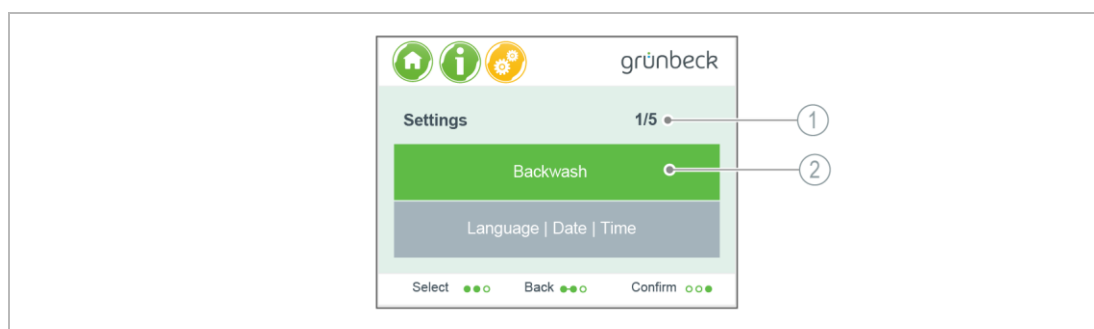 grünbeck
Settings 1/5
1
Backwash
2
Language | Date | Time
Select Back Confirm